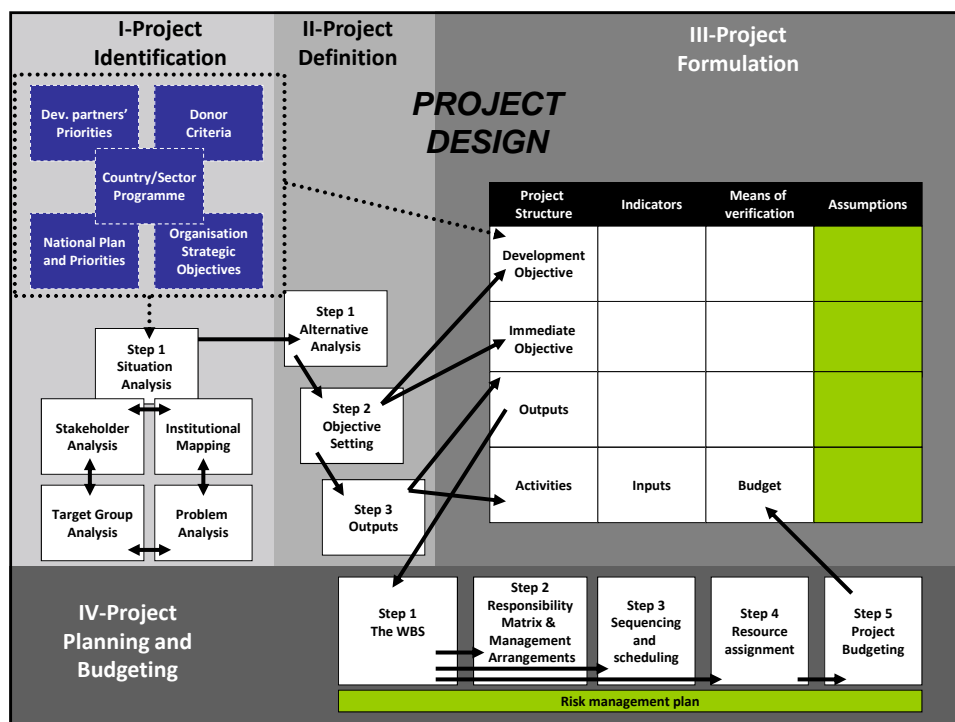 I-Project
Identification
II-Project
Definition
III-Project
Formulation
PROJECT
DESIGN
Dev. partners'
Priorities
Donor
Criteria
Country/Sector
Programme
National Plan
and Priorities
Organisation
Strategic
Objectives
Project
Structure
Indicators
Means of
verification
Assumptions
Development
Objective
Immediate
Objective
Outputs
Activities
Inputs
Budget
Step 1
Situation
Analysis
Stakeholder
Analysis
Institutional
Mapping
Target Group
Analysis
Problem
Analysis
Step 1
Alternative
Analysis
Step 2
Objective
Setting
Step 3
Outputs
IV-Project
Planning and
Budgeting
Step 1
The WBS
Step 2
Responsibility
Matrix &
Management
Arrangements
Step 3
Sequencing
and
scheduling
Step 4
Resource
assignment
Step 5
Project
Budgeting
Risk management plan